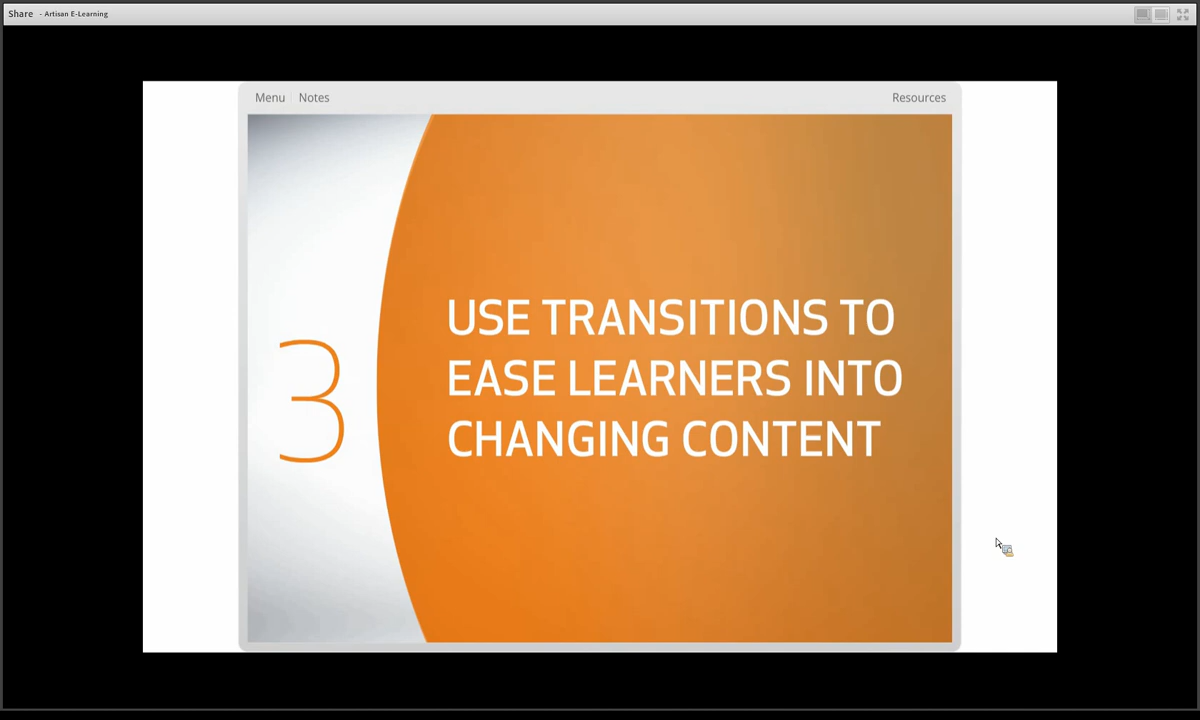 Share - Artisan E-Learning
Menu Notes Resources
3
USE TRANSITIONS TO
EASE LEARNERS INTO
CHANGING CONTENT